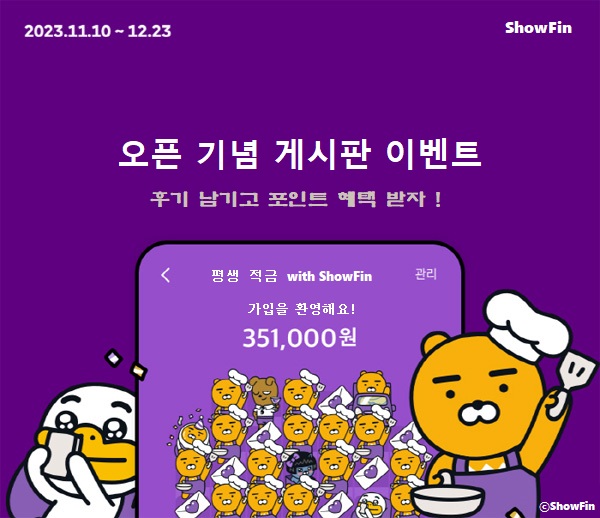 2023.11.10 ~ 12.23
ShowFin
오픈 기념 게시판 이벤트
후기 남기고 포인트 혜택 받자 !
평생 적금 with ShowFin
관리
가입을 환영해요!
351,000원
©ShowFin